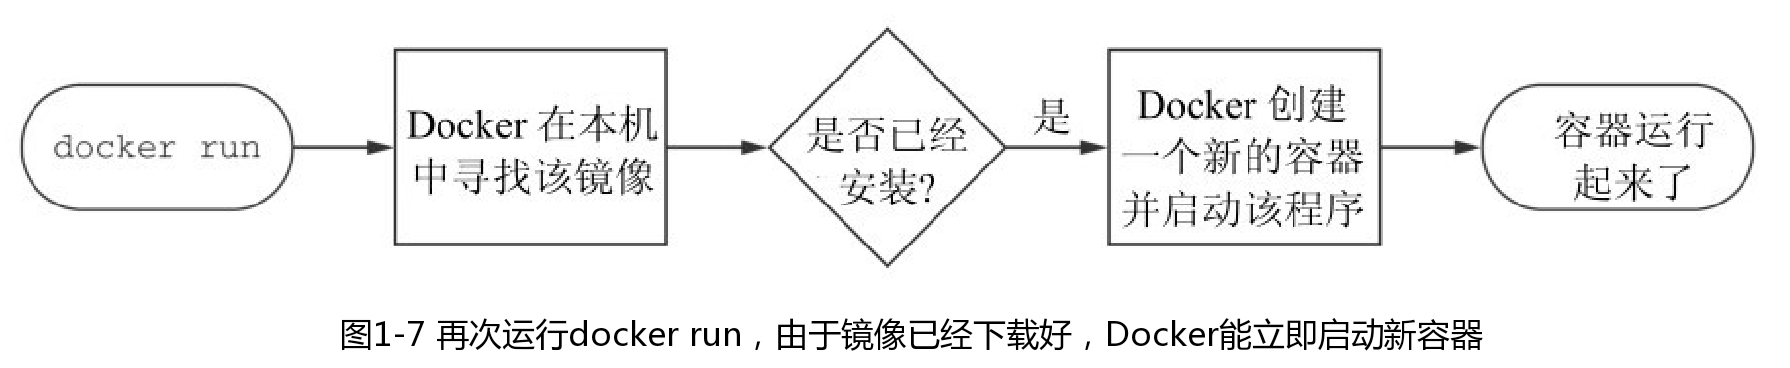 docker run
Docker 在本机
中寻找该镜像
是否已经
安装?
是
Docker 创建
一个新的容器
并启动该程序
容器运行
起来了
图1-7 再次运行docker run，由于镜像已经下载好，Docker能立即启动新容器